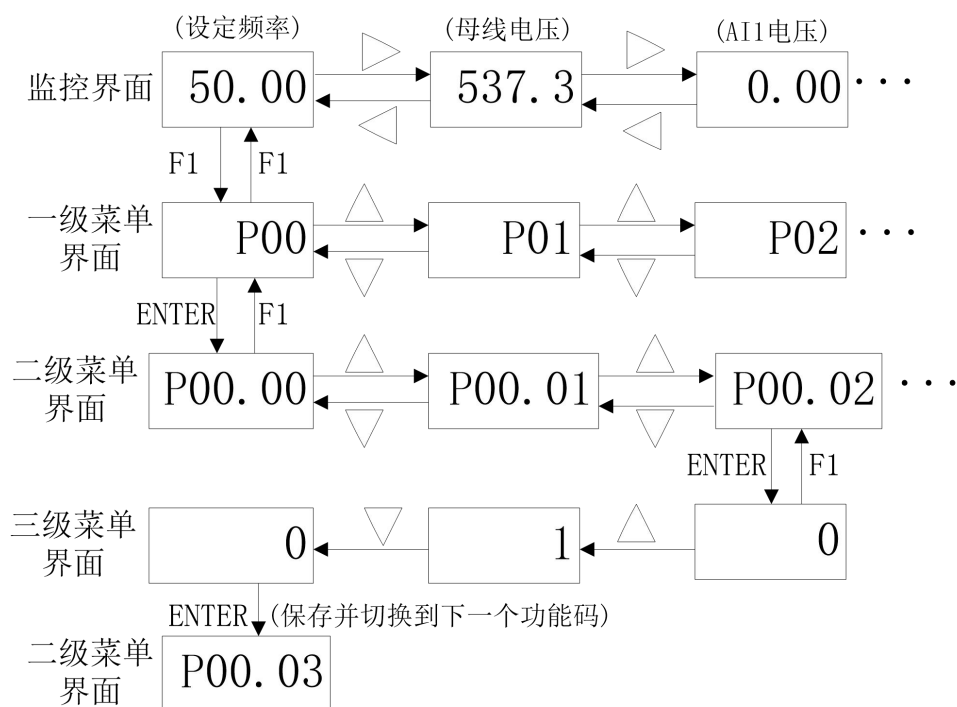 (设定频率) (母线电压) (AI1电压)
监控界面 50.00 537.3 0.00 ···
F1 F1
一级菜单
界面 P00 P01 P02 ···
ENTER F1
二级菜单
界面 P00.00 P00.01 P00.02 ···
ENTER F1
三级菜单
界面 0 1 0
ENTER (保存并切换到下一个功能码)
二级菜单
界面 P00.03